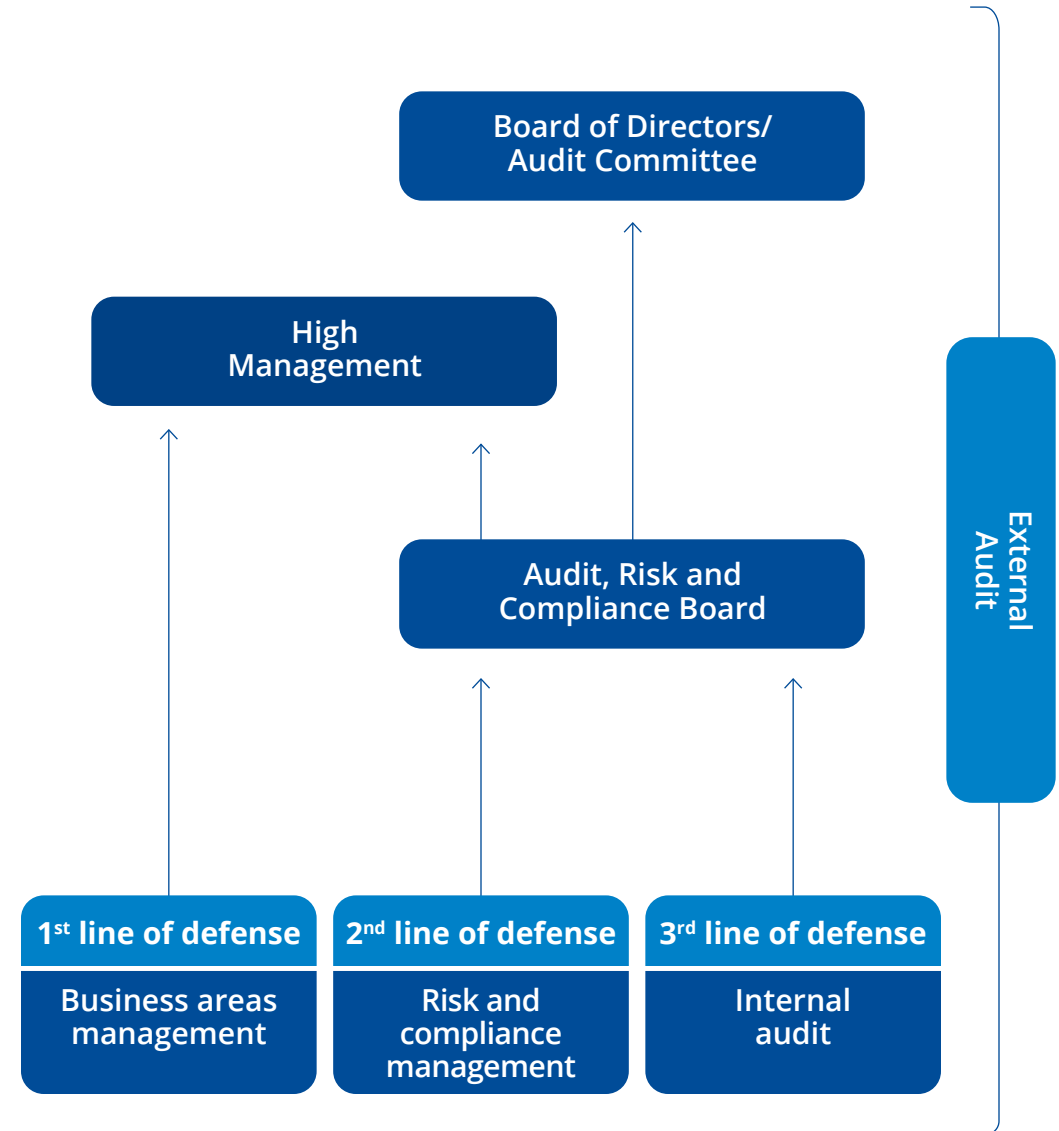 Board of Directors/
Audit Committee
High
Management
Audit, Risk and
Compliance Board
External
Audit
1st line of defense
Business areas
management
2nd line of defense
Risk and
compliance
management
3rd line of defense
Internal
audit